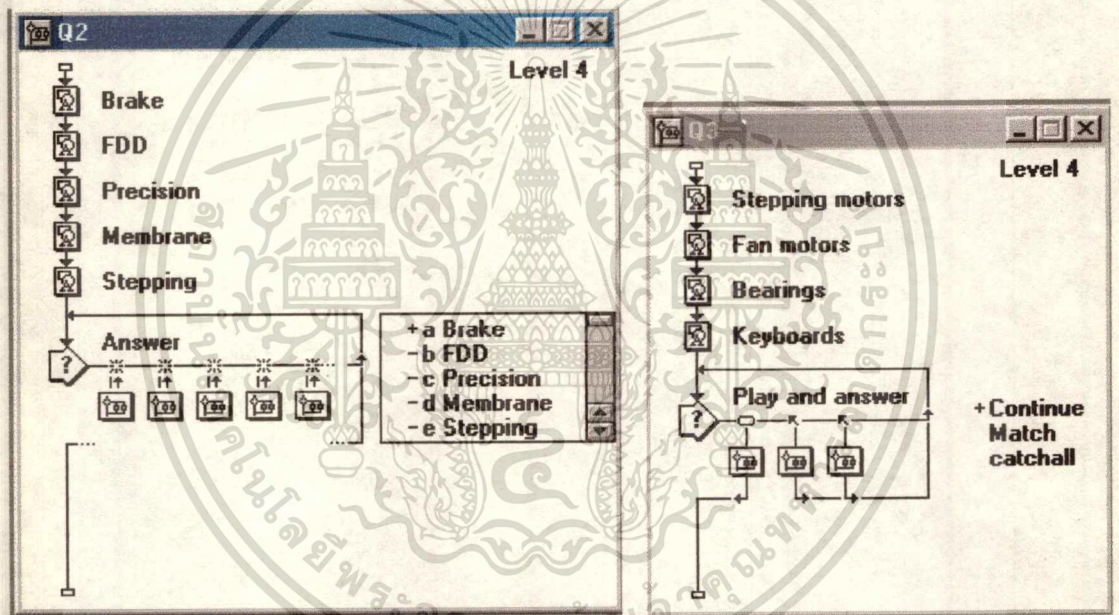 Q2
Level 4
Brake
FDD
Precision
Membrane
Stepping
Answer
+a Brake
-b FDD
-c Precision
-d Membrane
-e Stepping
Q3
Level 4
Stepping motors
Fan motors
Bearings
Keyboards
Play and answer
+Continue
Match
catchall